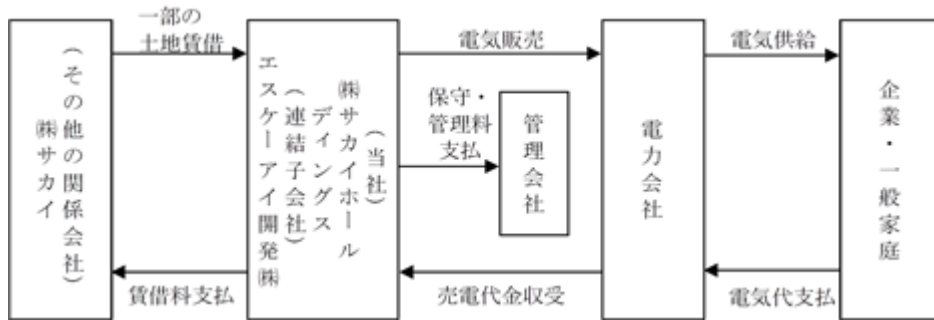 一部の
土地賃借
電気販売
電気供給
(その他の関係会社)
㈱サカイ
(当社)
㈱サカイホール
ディングス
(連結子会社)
エスケーアイ開発㈱
保守・
管理料
支払
管理会社
電力会社
企業・一般家庭
賃借料支払
売電代金収受
電気代支払